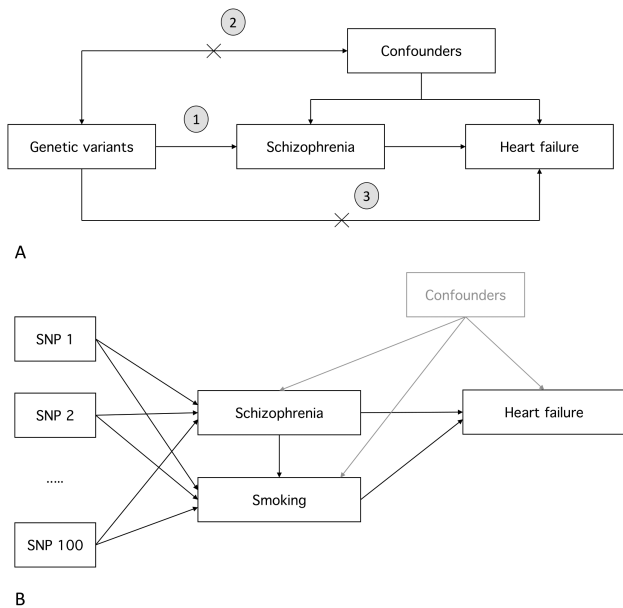 2
Confounders
1
Genetic variants
Schizophrenia
Heart failure
3
A
Confounders
SNP 1
Schizophrenia
Heart failure
SNP 2
.....
Smoking
SNP 100
B